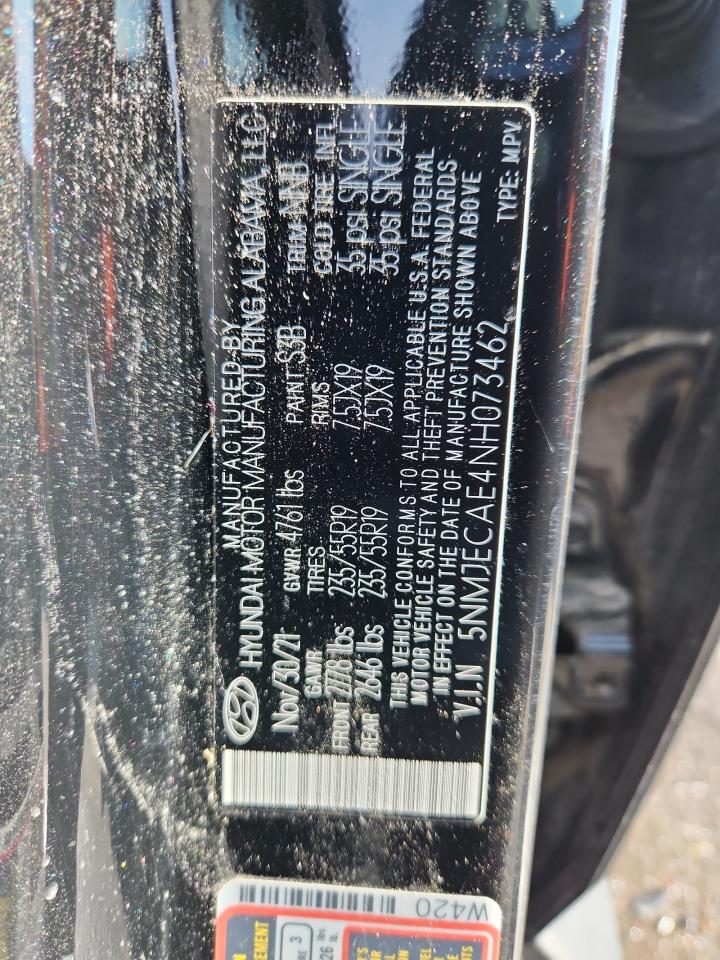 MANUFACTURED BY
HYUNDAI MOTOR MANUFACTURING ALABAMA, LLC
Nov/30/21 GVWR 4761 lbs PAINT S3B TRIM NNB
GAWR TIRES RIMS COLD TIRE INFL
FRONT 2778 lbs 235/55R19 7.5JX19 35 psi SINGLE
REAR 2646 lbs 235/55R19 7.5JX19 35 psi SINGLE
THIS VEHICLE CONFORMS TO ALL APPLICABLE U.S.A. FEDERAL
MOTOR VEHICLE SAFETY AND THEFT PREVENTION STANDARDS
IN EFFECT ON THE DATE OF MANUFACTURE SHOWN ABOVE
V.I.N 5NMJECAE4NH073462 TYPE: MPV
W420
3